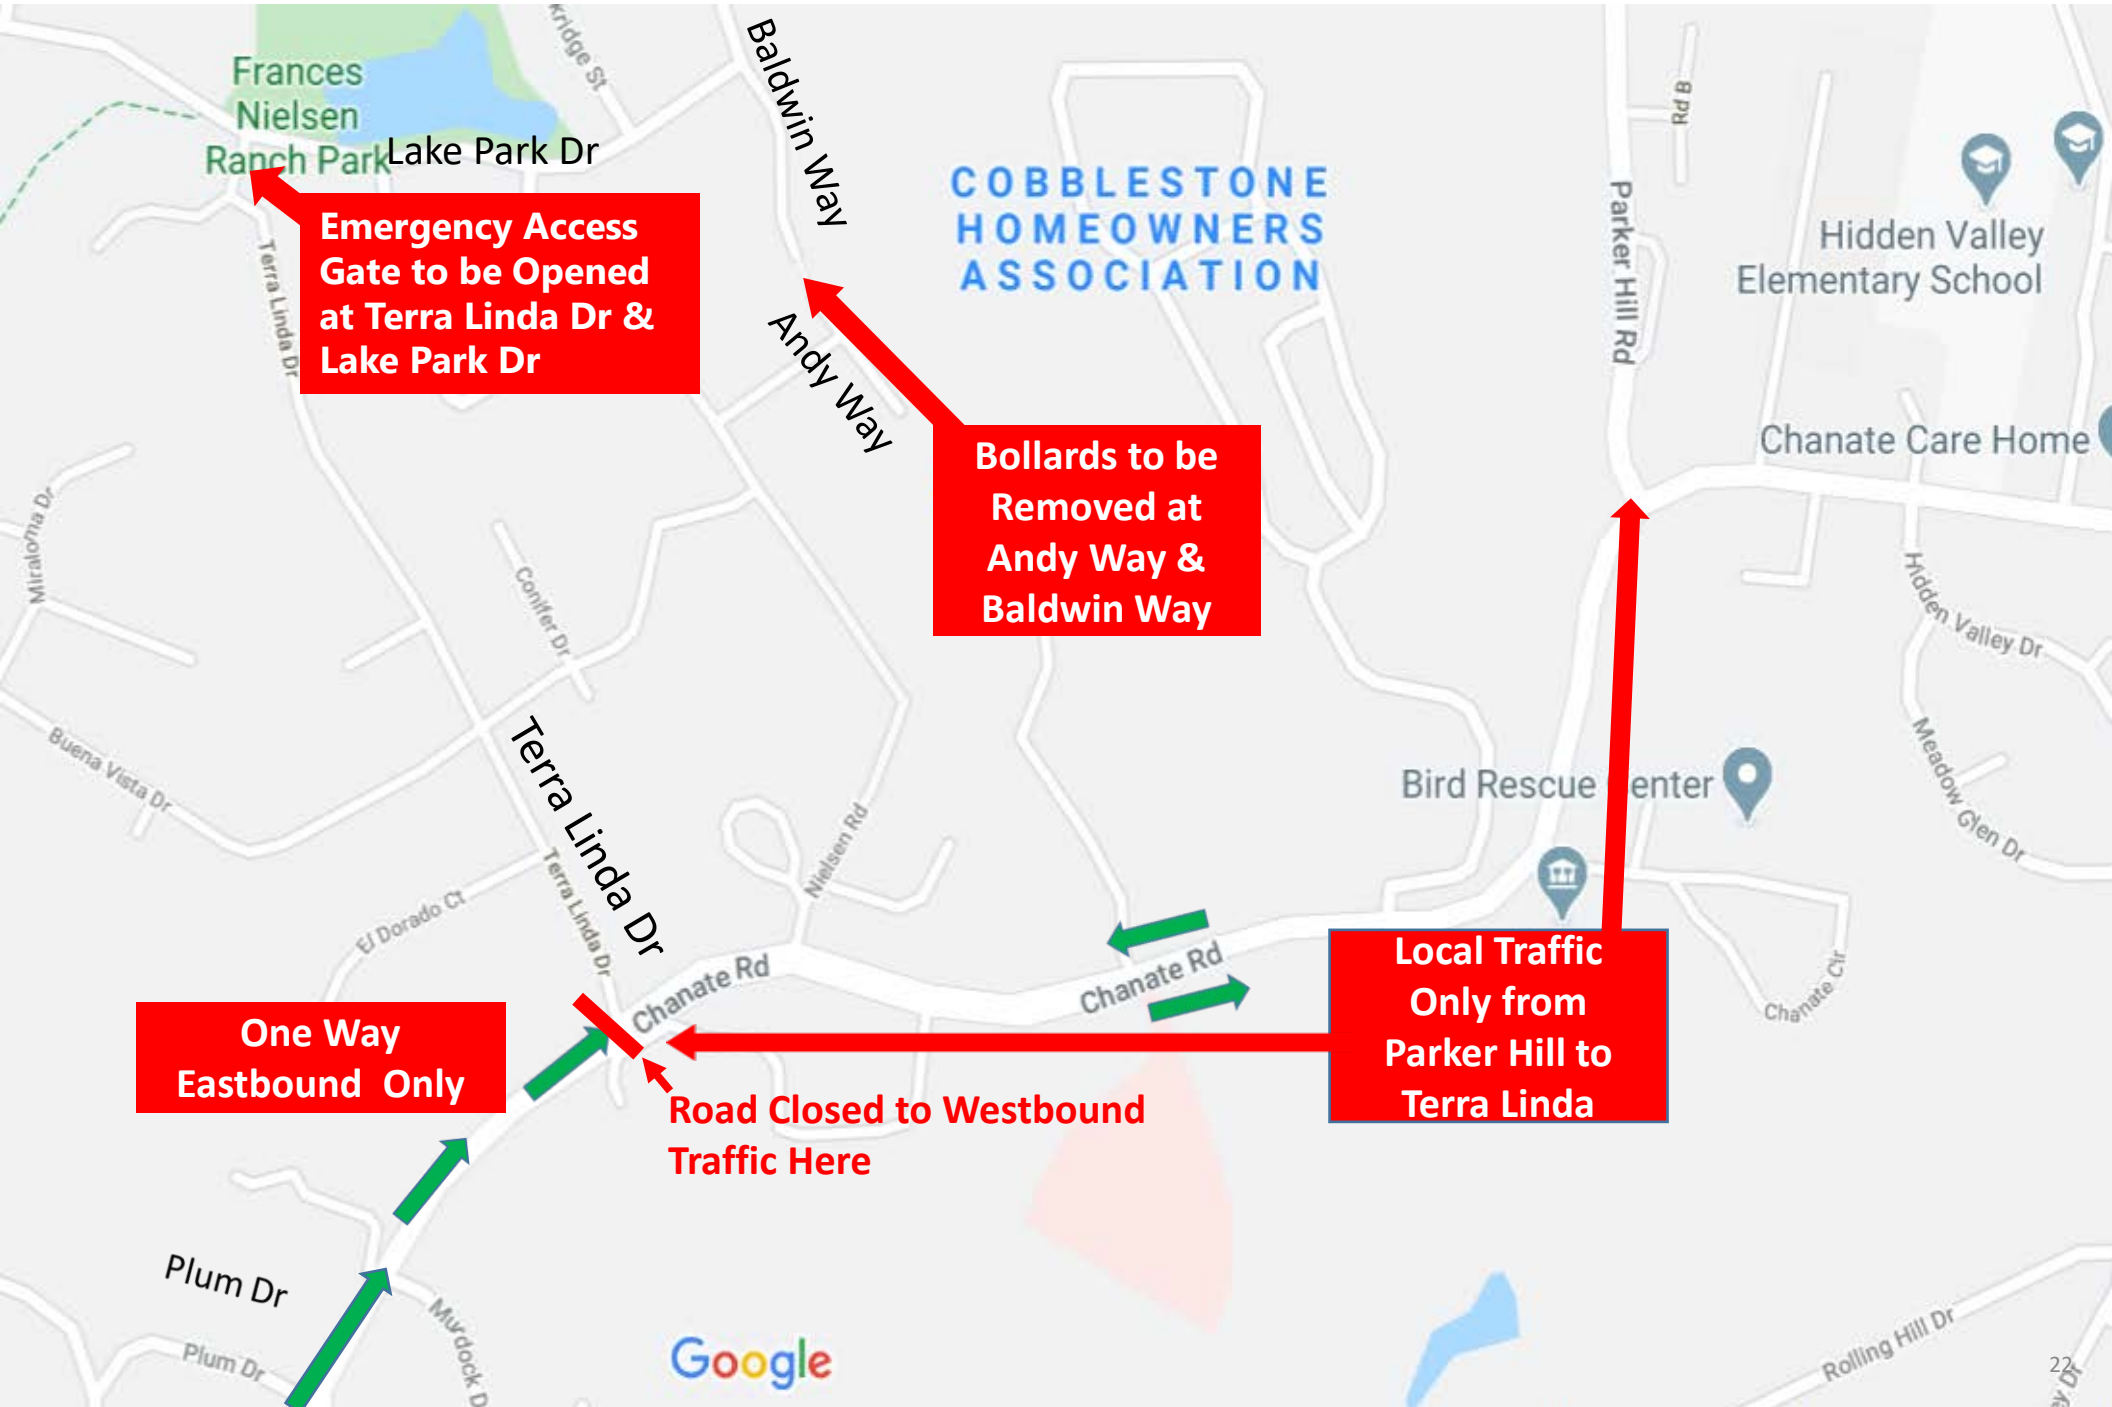 Frances
Nielsen
Ranch Park
Lake Park Dr
kridge St
Baldwin Way
Rd B
COBBLESTONE
HOMEOWNERS
ASSOCIATION
Parker Hill Rd
Hidden Valley
Elementary School
Emergency Access
Gate to be Opened
at Terra Linda Dr &
Lake Park Dr
Terra Linda Dr
Andy Way
Chanate Care Home
Bollards to be
Removed at
Andy Way &
Baldwin Way
Miraloma Dr
Conifer Dr
Hidden Valley Dr
Buena Vista Dr
Terra Linda Dr
Meadow Glen Dr
Bird Rescue enter
Nielsen Rd
Terra Linda Dr
El Dorado Ct
Chanate Rd
Chanate Rd
Chanate Cir
Local Traffic
Only from
Parker Hill to
Terra Linda
One Way
Eastbound Only
Road Closed to Westbound
Traffic Here
Plum Dr
Plum Dr
Murdock D
Google
Rolling Hill Dr
22
ey Dr